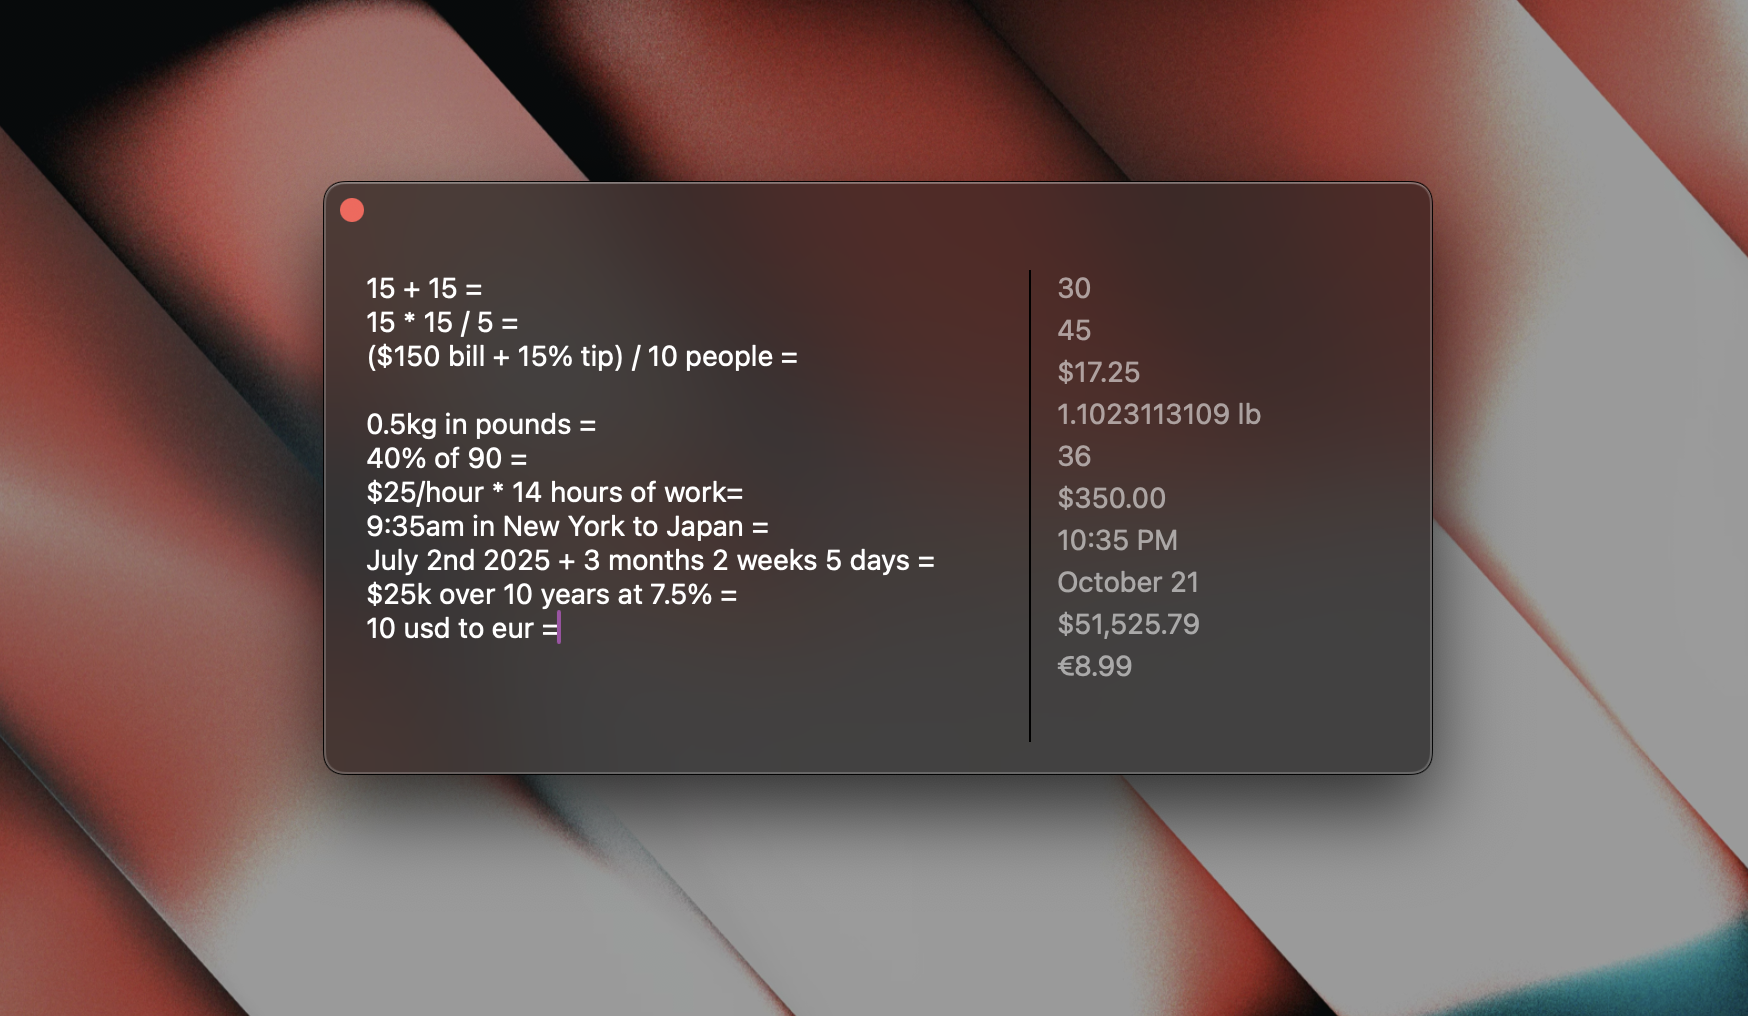 15 + 15 =
15 * 15 / 5 =
($150 bill + 15% tip) / 10 people =
0.5kg in pounds =
40% of 90 =
$25/hour * 14 hours of work=
9:35am in New York to Japan =
July 2nd 2025 + 3 months 2 weeks 5 days =
$25k over 10 years at 7.5% =
10 usd to eur =
30
45
$17.25
1.1023113109 lb
36
$350.00
10:35 PM
October 21
$51,525.79
€8.99